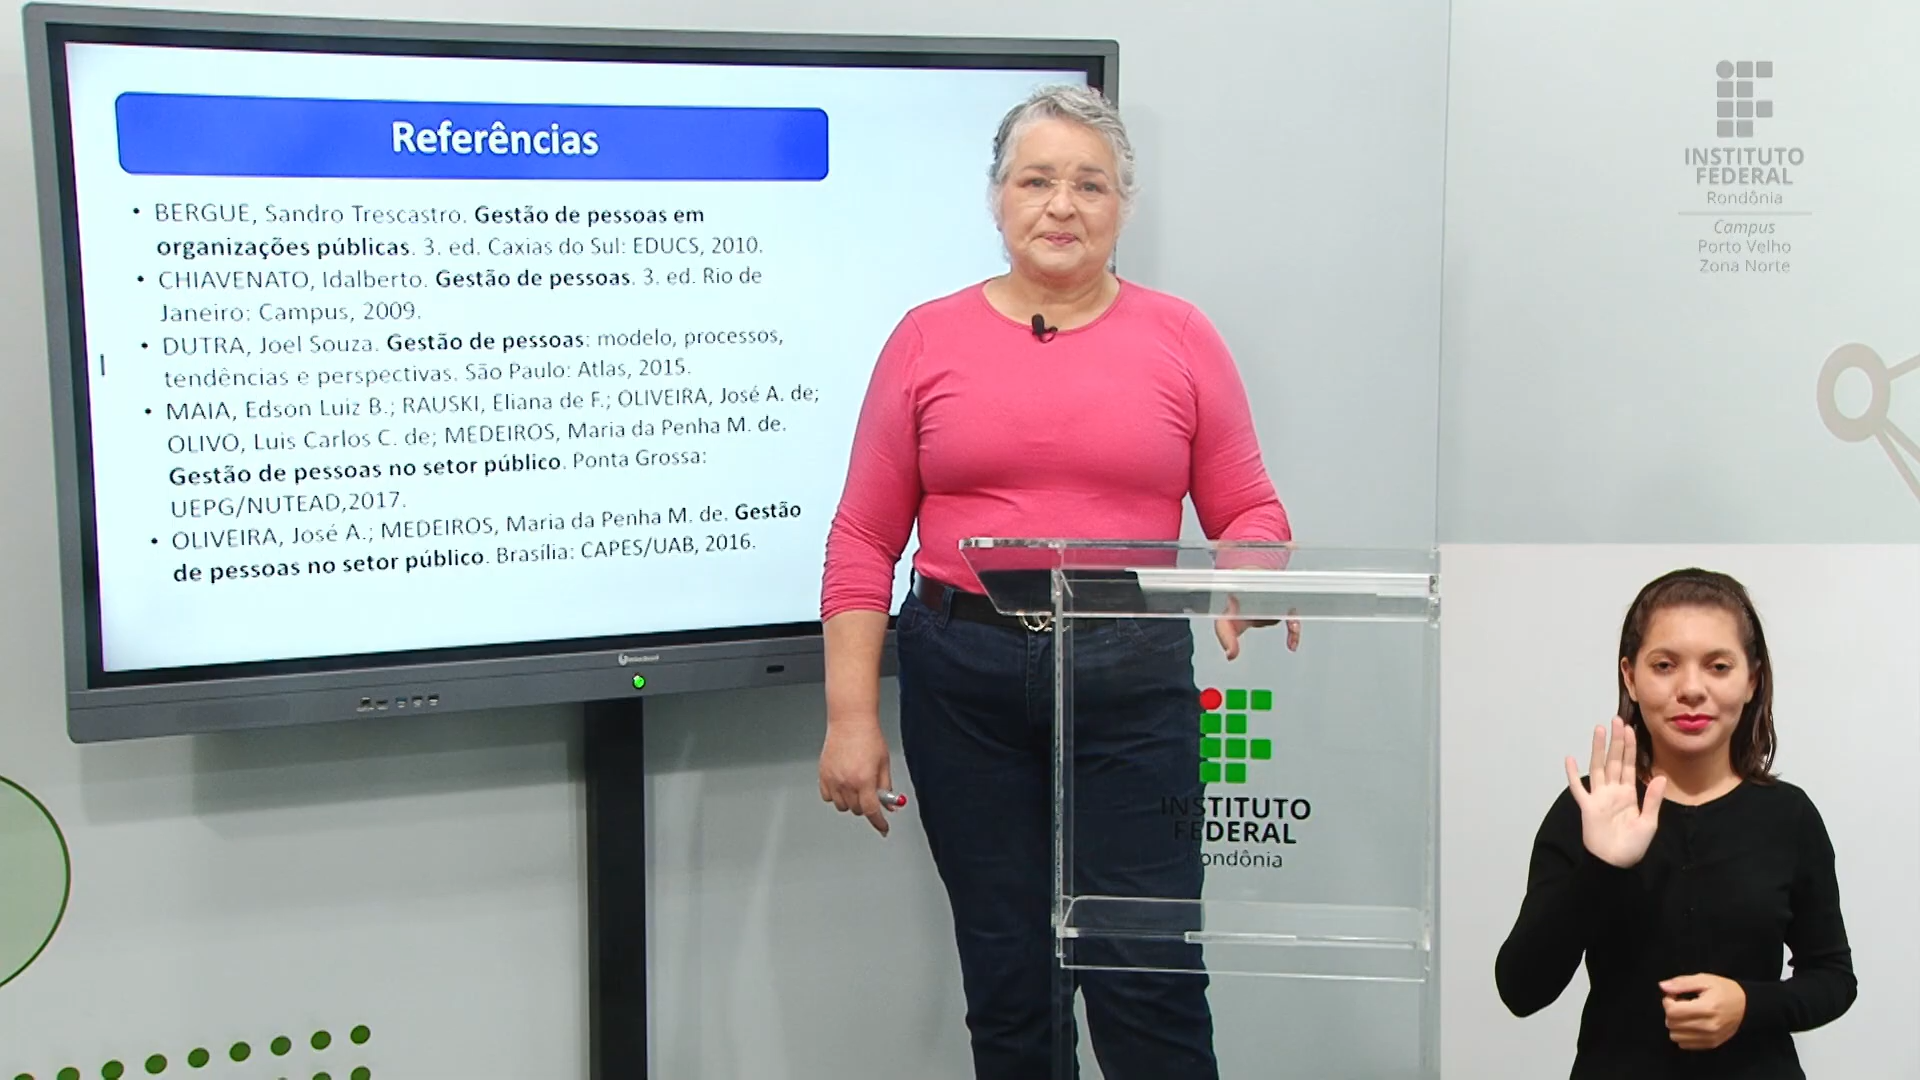 Referências
• BERGUE, Sandro Trescastro. Gestão de pessoas em
organizações públicas. 3. ed. Caxias do Sul: EDUCS, 2010.
• CHIAVENATO, Idalberto. Gestão de pessoas. 3. ed. Rio de
Janeiro: Campus, 2009.
• DUTRA, Joel Souza. Gestão de pessoas: modelo, processos,
tendências e perspectivas. São Paulo: Atlas, 2015.
• MAIA, Edson Luiz B.; RAUSKI, Eliana de F.; OLIVEIRA, José A. de;
OLIVO, Luis Carlos C. de; MEDEIROS, Maria da Penha M. de.
Gestão de pessoas no setor público. Ponta Grossa:
UEPG/NUTEAD,2017.
• OLIVEIRA, José A.; MEDEIROS, Maria da Penha M. de. Gestão
de pessoas no setor público. Brasília: CAPES/UAB, 2016.
INSTITUTO
FEDERAL
Rondônia
Campus
Porto Velho
Zona Norte
INSTITUTO
FEDERAL
Rondônia